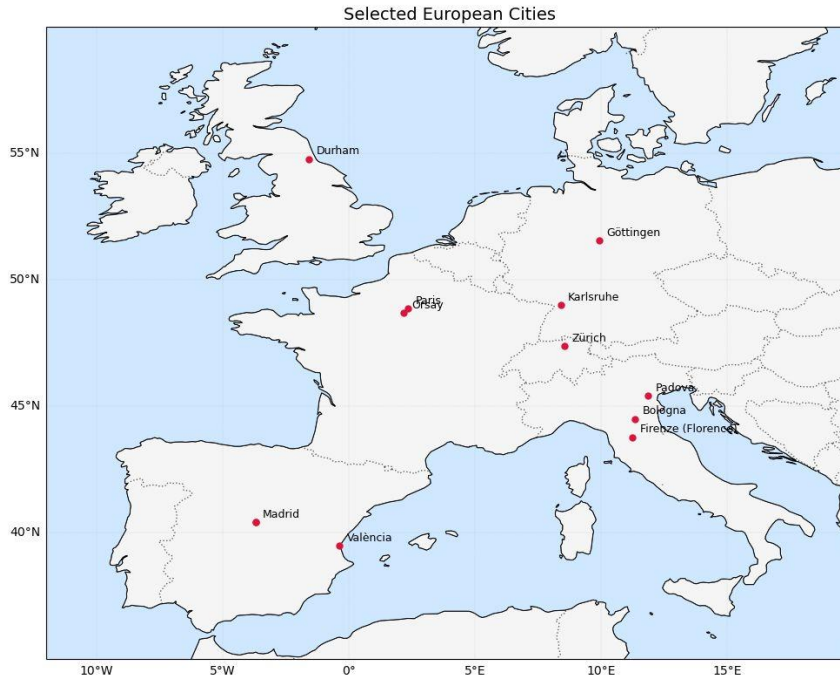 Selected European Cities
55°N
Durham
Göttingen
50°N
Karlsruhe
Paris
Orsay
Zürich
Padova
45°N
Bologna
Firenze (Florence)
Madrid
40°N
València
10°W
5°W
0°
5°E
10°E
15°E